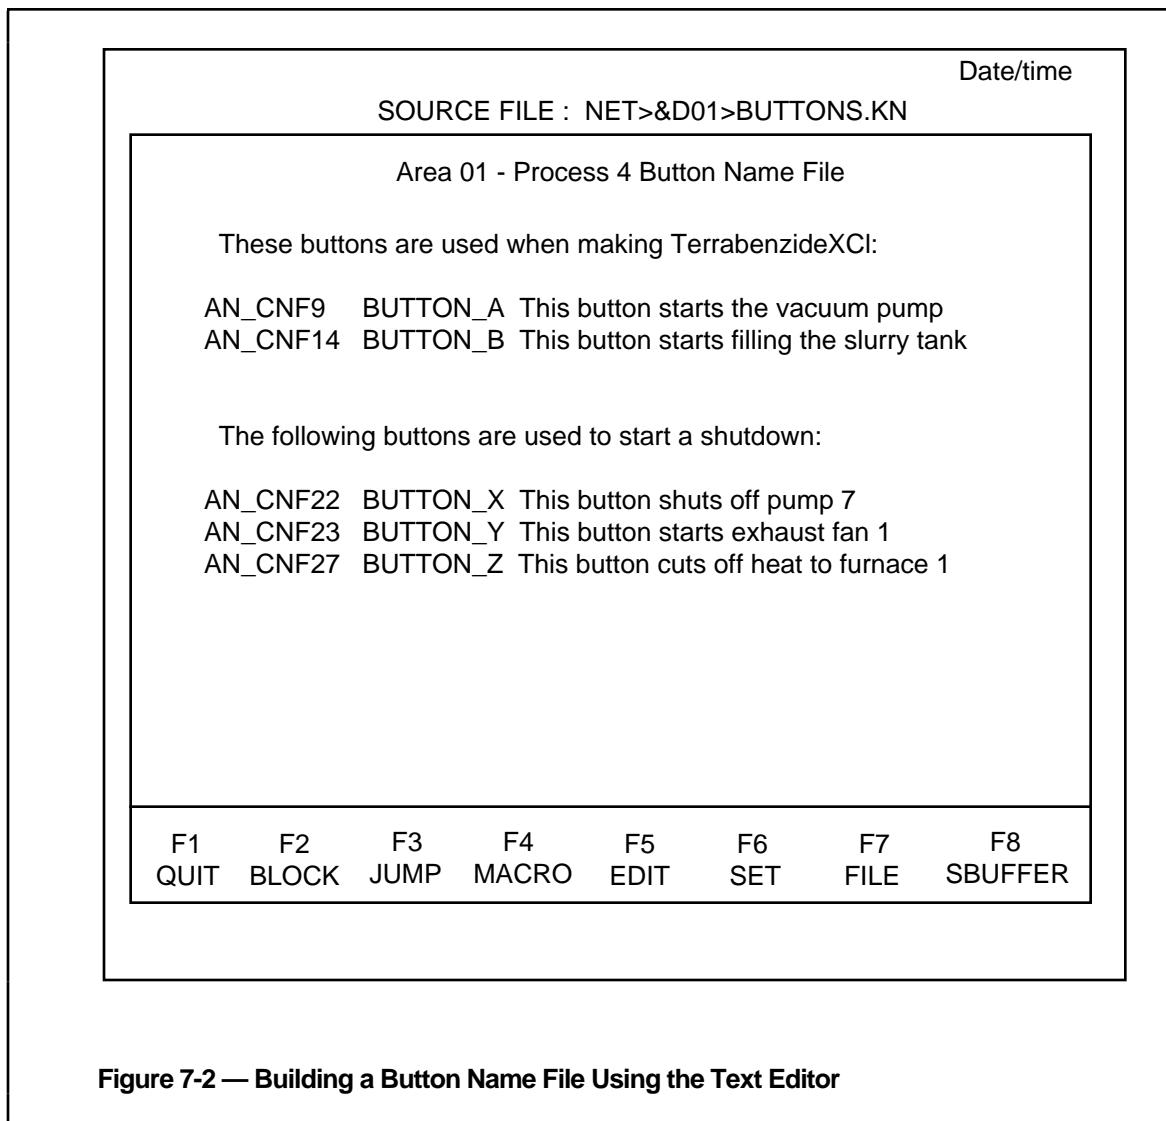 Date/time
SOURCE FILE : NET>&D01>BUTTONS.KN
Area 01 - Process 4 Button Name File
These buttons are used when making TerrabenzideXCl:
AN_CNF9 BUTTON_A This button starts the vacuum pump
AN_CNF14 BUTTON_B This button starts filling the slurry tank
The following buttons are used to start a shutdown:
AN_CNF22 BUTTON_X This button shuts off pump 7
AN_CNF23 BUTTON_Y This button starts exhaust fan 1
AN_CNF27 BUTTON_Z This button cuts off heat to furnace 1
F1 F2 F3 F4 F5 F6 F7 F8
QUIT BLOCK JUMP MACRO EDIT SET FILE SBUFFER
Figure 7-2 — Building a Button Name File Using the Text Editor